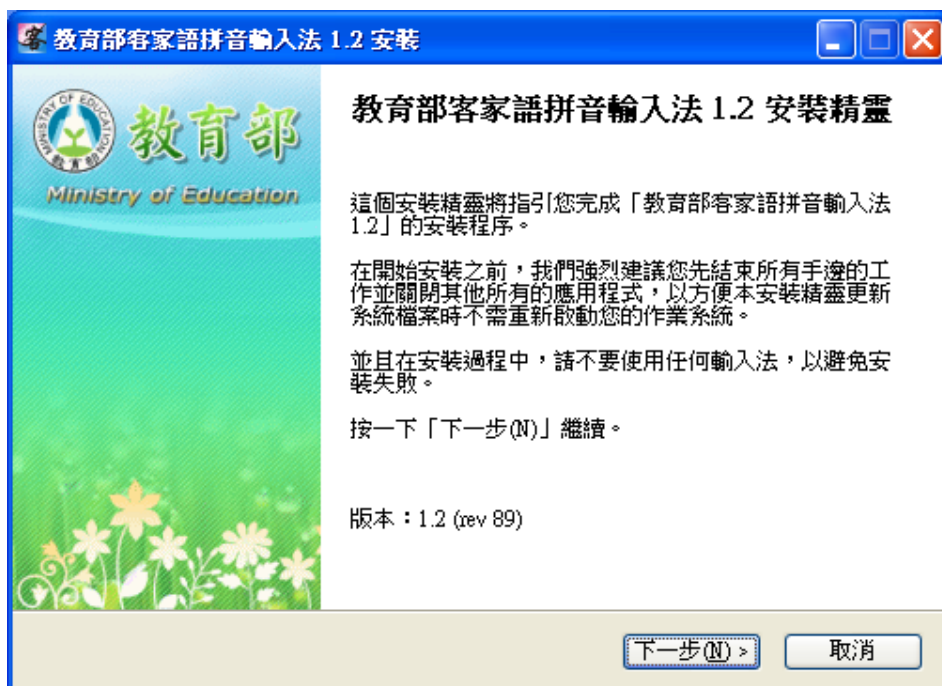 教育部客家語拼音輸入法 1.2 安裝
MINISTRY OF EDUCATION
教育部
教育部
Ministry of Education
教育部客家語拼音輸入法 1.2 安裝精靈
這個安裝精靈將指引您完成「教育部客家語拼音輸入法
1.2」的安裝程序。
在開始安裝之前，我們強烈建議您先結束所有手邊的工
作並關閉其他所有的應用程式，以方便本安裝精靈更新
系統檔案時不需重新啟動您的作業系統。
並且在安裝過程中，請不要使用任何輸入法，以避免安
裝失敗。
按一下「下一步(N)」繼續。
版本：1.2 (rev 89)
下一步(N) >
取消